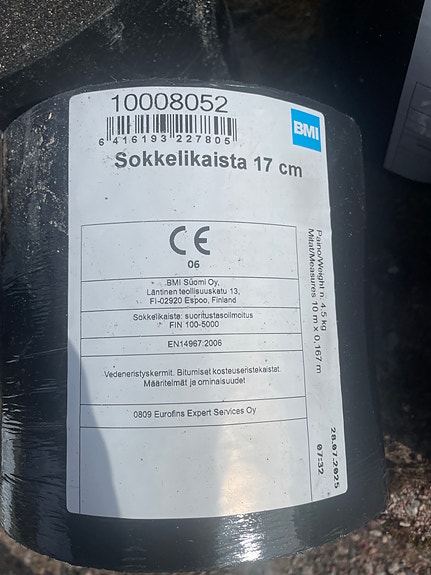 10008052
BMI
6 416193 227805
Sokkelikaista 17 cm
CE
06
BMI Suomi Oy,
Läntinen teollisuuskatu 13,
FI-02920 Espoo, Finland
Sokkelikaista: suoritustasoilmoitus
FIN 100-5000
EN14967:2006
Vedeneristyskermit. Bitumiset kosteuseristekaistat.
Määritelmät ja ominaisuudet
0809 Eurofins Expert Services Oy
Paino/Weight n. 4,5 kg
Mitat/Measures 10 m x 0,167 m
28.07.2025
07:32